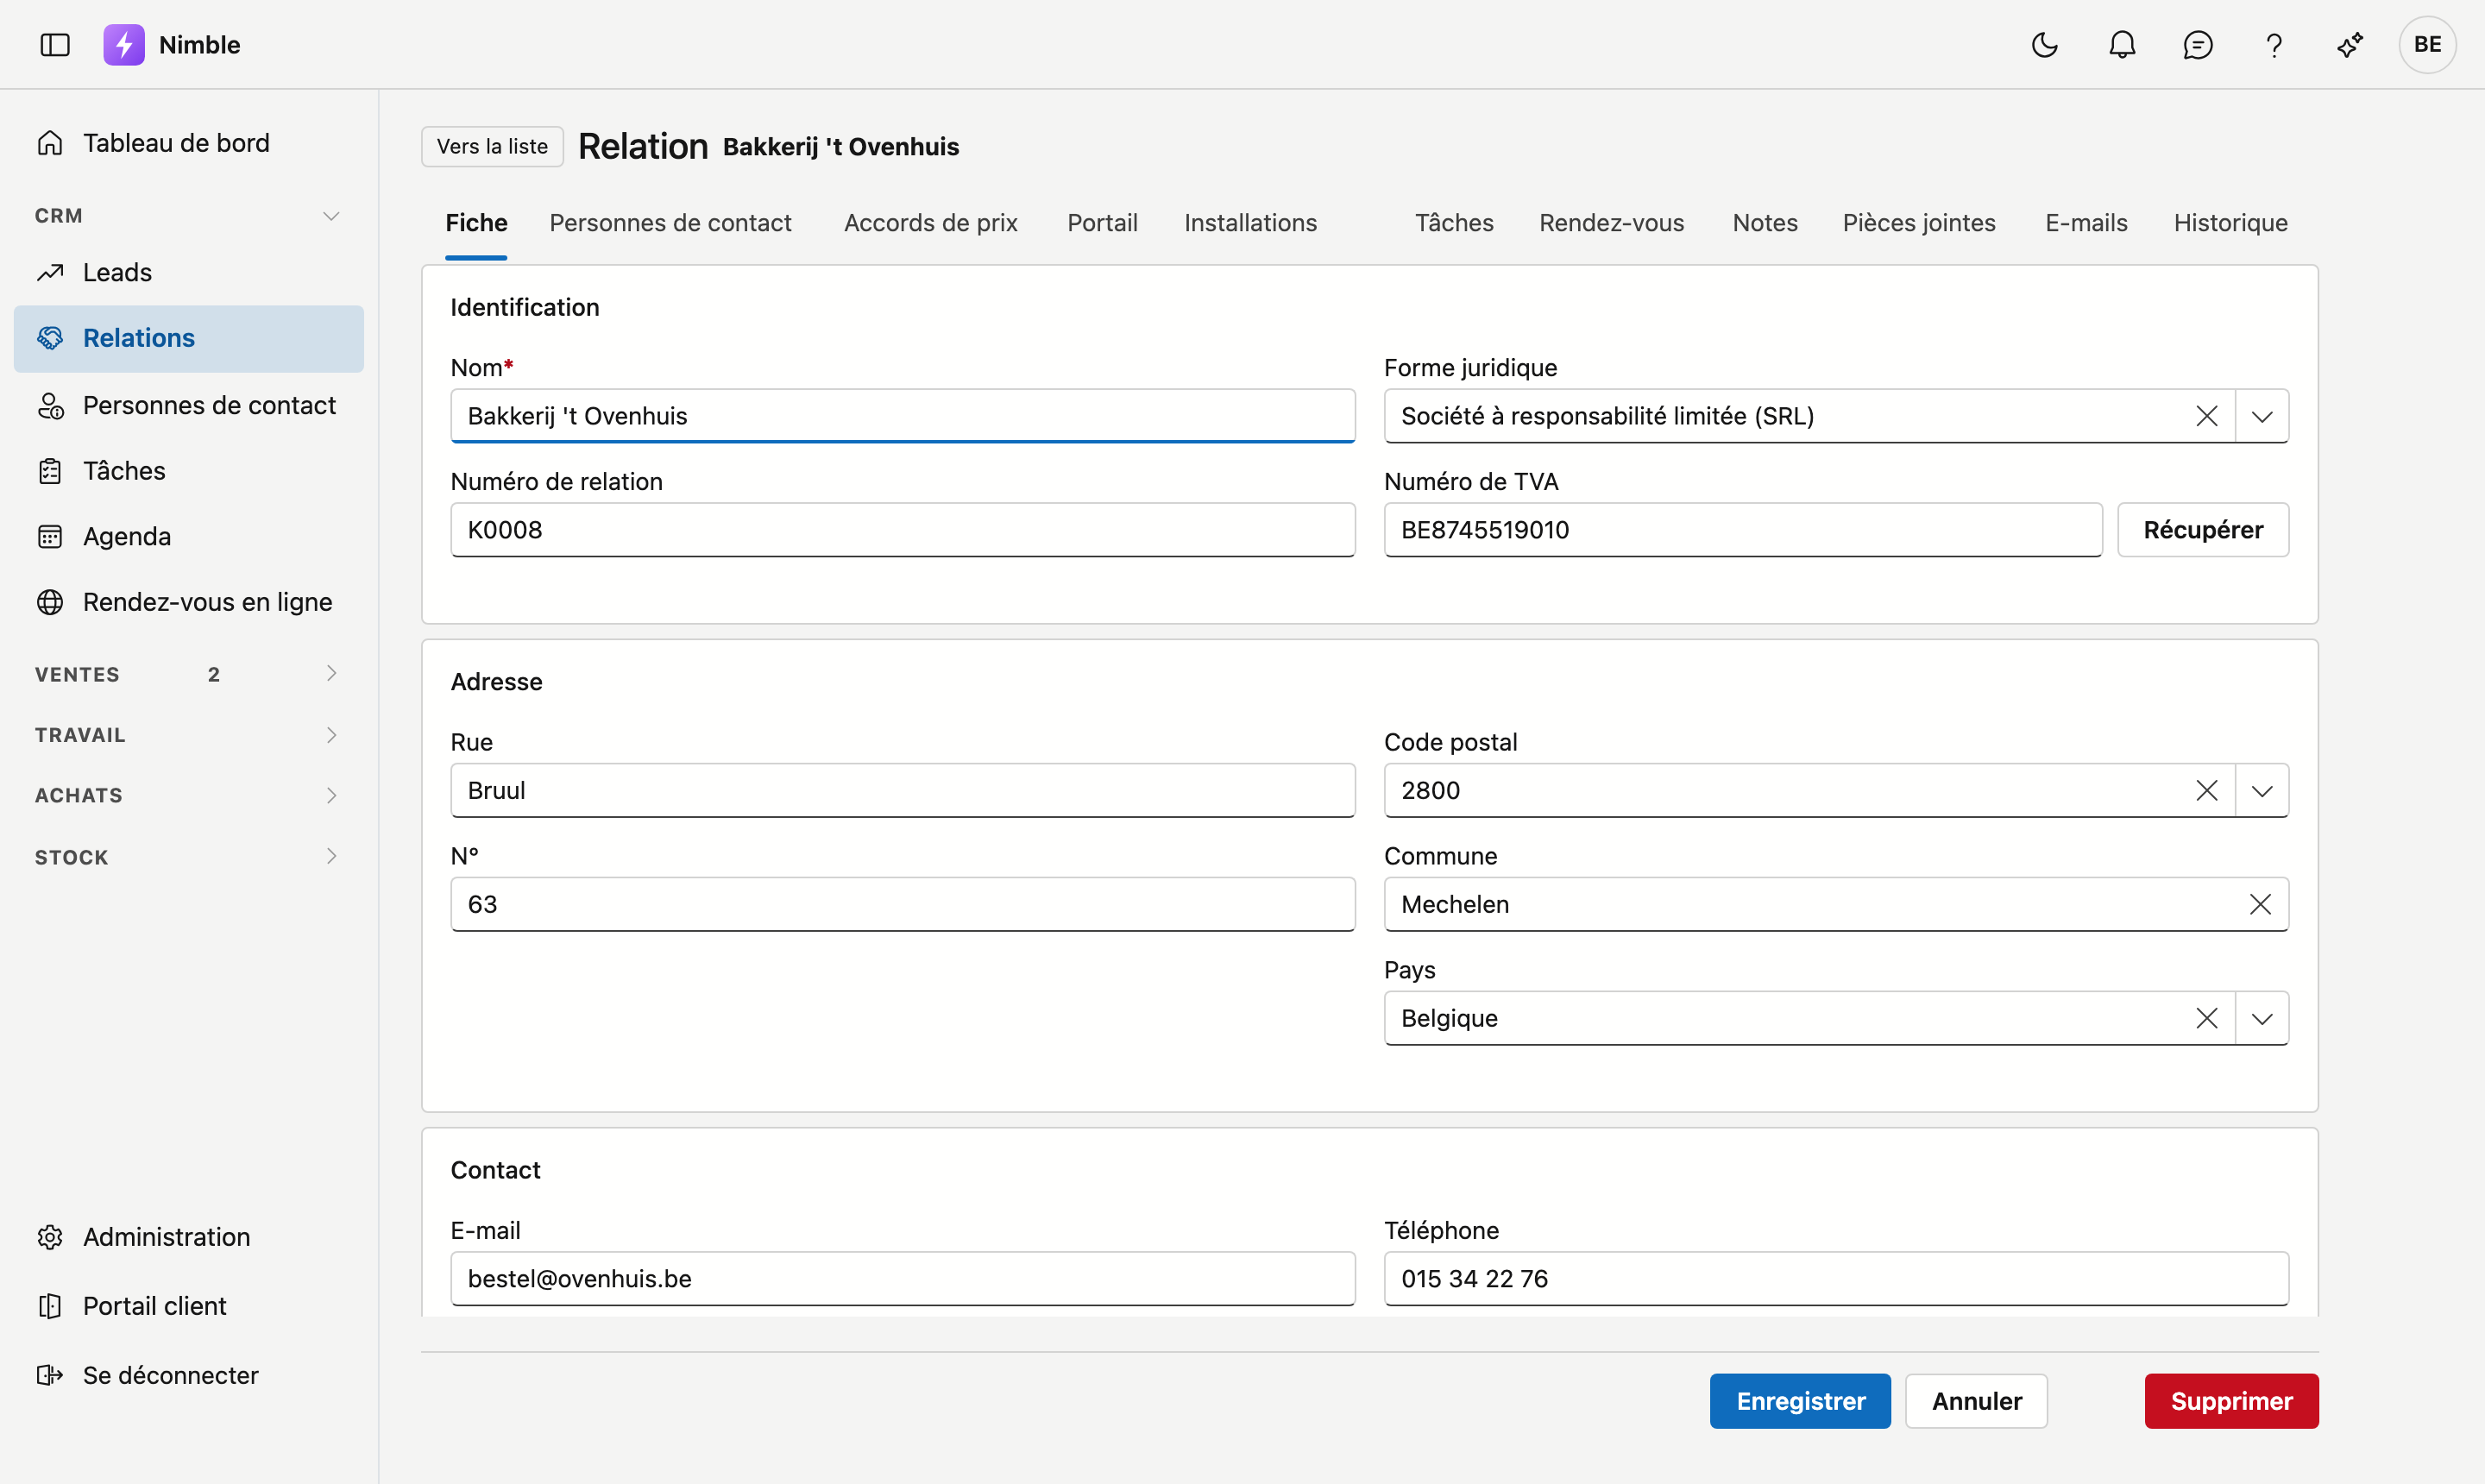 Nimble
BE
Tableau de bord
CRM
Leads
Relations
Personnes de contact
Tâches
Agenda
Rendez-vous en ligne
VENTES 2
TRAVAIL
ACHATS
STOCK
Administration
Portail client
Se déconnecter
Vers la liste Relation Bakkerij 't Ovenhuis
Fiche Personnes de contact Accords de prix Portail Installations Tâches Rendez-vous Notes Pièces jointes E-mails Historique
Identification
Nom* Forme juridique
Bakkerij 't Ovenhuis Société à responsabilité limitée (SRL)
Numéro de relation Numéro de TVA
K0008 BE8745519010 Récupérer
Adresse
Rue Code postal
Bruul 2800
N° Commune
63 Mechelen
Pays
Belgique
Contact
E-mail Téléphone
bestel@ovenhuis.be 015 34 22 76
Enregistrer Annuler Supprimer